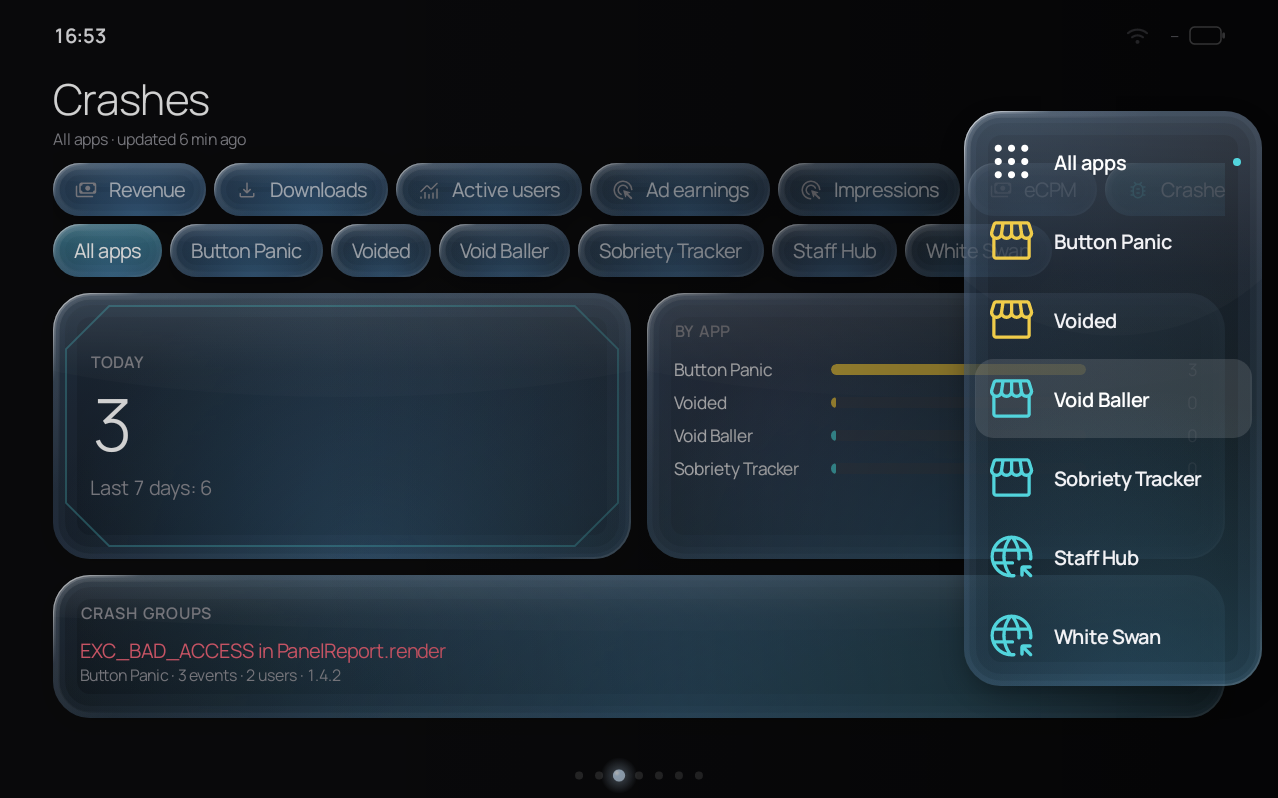 16:53
Crashes
All apps · updated 6 min ago
Revenue
Downloads
Active users
Ad earnings
Impressions
eCPM
Crashe
All apps
Button Panic
Voided
Void Baller
Sobriety Tracker
Staff Hub
White Swan
TODAY
3
Last 7 days: 6
BY APP
Button Panic 3
Voided 0
Void Baller 0
Sobriety Tracker 0
CRASH GROUPS
EXC_BAD_ACCESS in PanelReport.render
Button Panic · 3 events · 2 users · 1.4.2
All apps
Button Panic
Voided
Void Baller
Sobriety Tracker
Staff Hub
White Swan